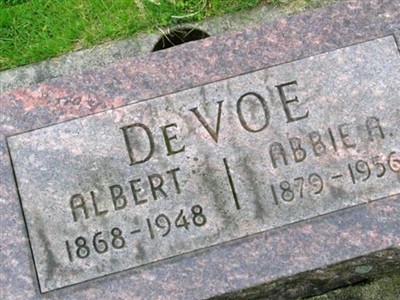 DeVOE
ALBERT
1868-1948
ABBIE A.
1879-1956